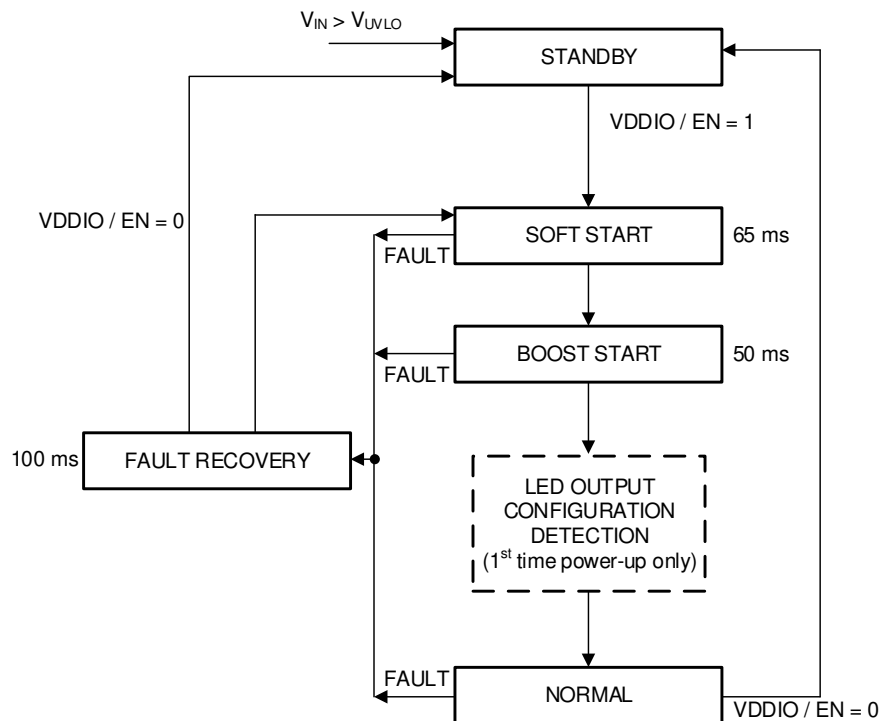 V_IN > V_UVLO
STANDBY
VDDIO / EN = 1
VDDIO / EN = 0
SOFT START
65 ms
FAULT
BOOST START
50 ms
FAULT
100 ms
FAULT RECOVERY
LED OUTPUT
CONFIGURATION
DETECTION
(1st time power-up only)
FAULT
NORMAL
VDDIO / EN = 0